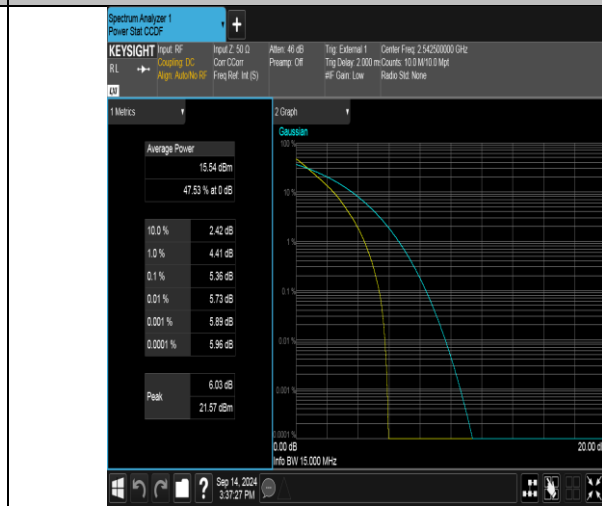 Spectrum Analyzer 1
Power Stat CCDF
+
KEYSIGHT
RL
LXI
Input: RF
Coupling: DC
Align: Auto/No RF
Input Z: 50 Ω
Corr CCorr
Freq Ref: Int (S)
Atten: 46 dB
Preamp: Off
Trig: External 1
Trig Delay: 2.000 m
#IF Gain: Low
Center Freq: 2.542500000 GHz
Counts: 10.0 M/10.0 Mpt
Radio Std: None
1 Metrics
Average Power
15.54 dBm
47.53 % at 0 dB
10.0 % 2.42 dB
1.0 % 4.41 dB
0.1 % 5.36 dB
0.01 % 5.73 dB
0.001 % 5.89 dB
0.0001 % 5.96 dB
Peak
6.03 dB
21.57 dBm
2 Graph
Gaussian
100 %
10 %
1 %
0.1 %
0.01 %
0.001 %
0.0001 %
0.00 dB 20.00 d
Info BW 15.000 MHz
?
Sep 14, 2024
3:37:27 PM